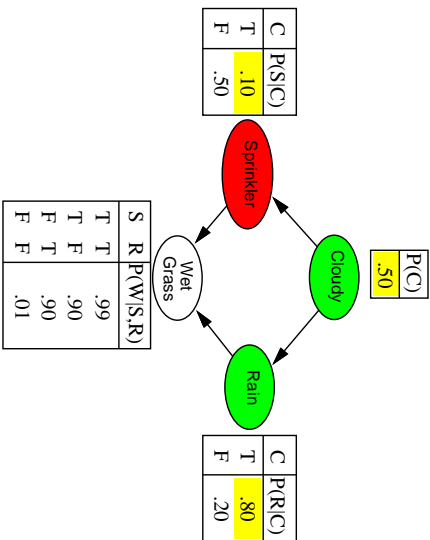 P(C)
.50
Cloudy
C P(S|C)
T .10
F .50
Sprinkler
Rain
C P(R|C)
T .80
F .20
Wet
Grass
S R P(W|S,R)
T T .99
T F .90
F T .90
F F .01